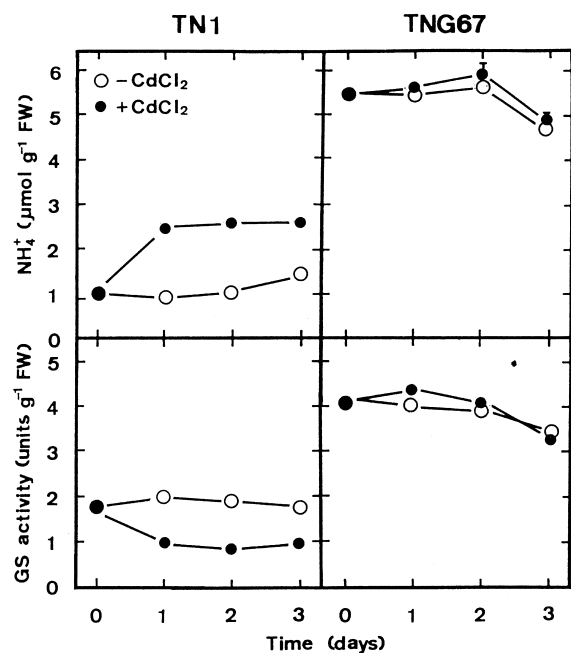 TN1 TNG67
−CdCl₂
+CdCl₂
NH₄⁺ (µmol g⁻¹ FW)
6
5
4
3
2
1
0
GS activity (units g⁻¹ FW)
5
4
3
2
1
0
0 1 2 3 0 1 2 3
Time (days)